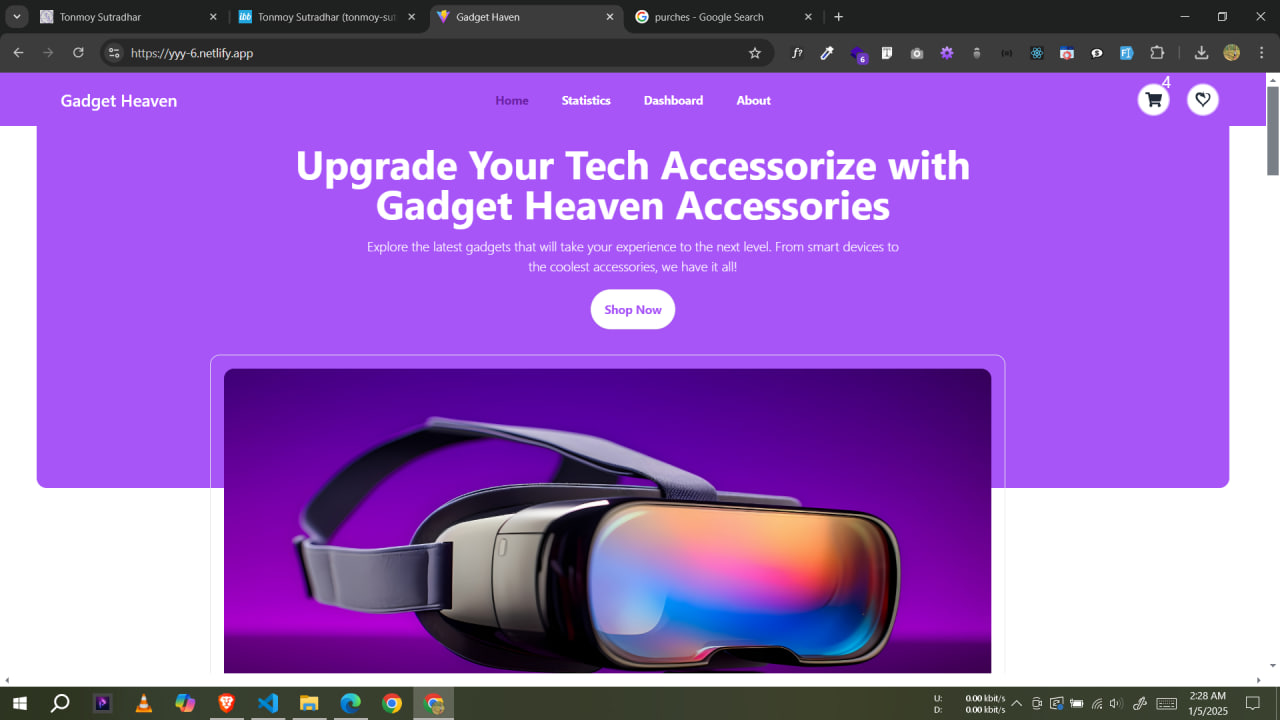 Tonmoy Sutradhar
Tonmoy Sutradhar (tonmoy-sut
Gadget Haven
purches - Google Search
https://yyy-6.netlify.app
6
Gadget Heaven
Home
Statistics
Dashboard
About
4
Upgrade Your Tech Accessorize with
Gadget Heaven Accessories
Explore the latest gadgets that will take your experience to the next level. From smart devices to
the coolest accessories, we have it all!
Shop Now
U: 0.00 kbit/s
D: 0.00 kbit/s
2:28 AM
1/5/2025